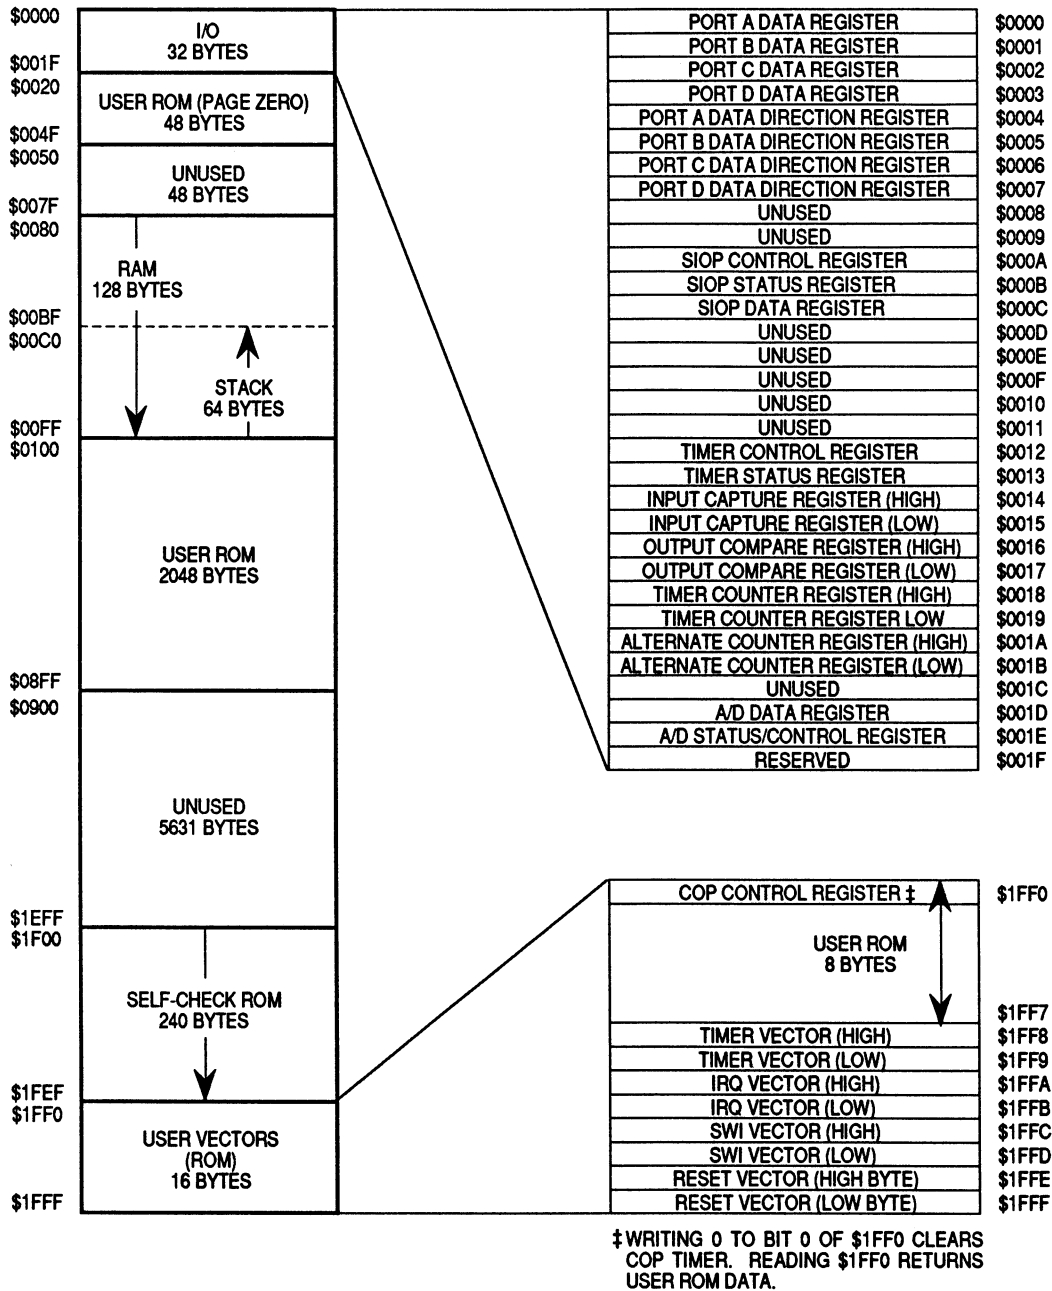 $0000
I/O
32 BYTES
$001F
$0020
USER ROM (PAGE ZERO)
48 BYTES
$004F
$0050
UNUSED
48 BYTES
$007F
$0080
RAM
128 BYTES
$00BF
$00C0
STACK
64 BYTES
$00FF
$0100
USER ROM
2048 BYTES
$08FF
$0900
UNUSED
5631 BYTES
$1EFF
$1F00
SELF-CHECK ROM
240 BYTES
$1FEF
$1FF0
USER VECTORS
(ROM)
16 BYTES
$1FFF
PORT A DATA REGISTER $0000
PORT B DATA REGISTER $0001
PORT C DATA REGISTER $0002
PORT D DATA REGISTER $0003
PORT A DATA DIRECTION REGISTER $0004
PORT B DATA DIRECTION REGISTER $0005
PORT C DATA DIRECTION REGISTER $0006
PORT D DATA DIRECTION REGISTER $0007
UNUSED $0008
UNUSED $0009
SIOP CONTROL REGISTER $000A
SIOP STATUS REGISTER $000B
SIOP DATA REGISTER $000C
UNUSED $000D
UNUSED $000E
UNUSED $000F
UNUSED $0010
UNUSED $0011
TIMER CONTROL REGISTER $0012
TIMER STATUS REGISTER $0013
INPUT CAPTURE REGISTER (HIGH) $0014
INPUT CAPTURE REGISTER (LOW) $0015
OUTPUT COMPARE REGISTER (HIGH) $0016
OUTPUT COMPARE REGISTER (LOW) $0017
TIMER COUNTER REGISTER (HIGH) $0018
TIMER COUNTER REGISTER LOW $0019
ALTERNATE COUNTER REGISTER (HIGH) $001A
ALTERNATE COUNTER REGISTER (LOW) $001B
UNUSED $001C
A/D DATA REGISTER $001D
A/D STATUS/CONTROL REGISTER $001E
RESERVED $001F
COP CONTROL REGISTER ‡ $1FF0
USER ROM
8 BYTES
$1FF7
TIMER VECTOR (HIGH) $1FF8
TIMER VECTOR (LOW) $1FF9
IRQ VECTOR (HIGH) $1FFA
IRQ VECTOR (LOW) $1FFB
SWI VECTOR (HIGH) $1FFC
SWI VECTOR (LOW) $1FFD
RESET VECTOR (HIGH BYTE) $1FFE
RESET VECTOR (LOW BYTE) $1FFF
‡ WRITING 0 TO BIT 0 OF $1FF0 CLEARS
COP TIMER. READING $1FF0 RETURNS
USER ROM DATA.